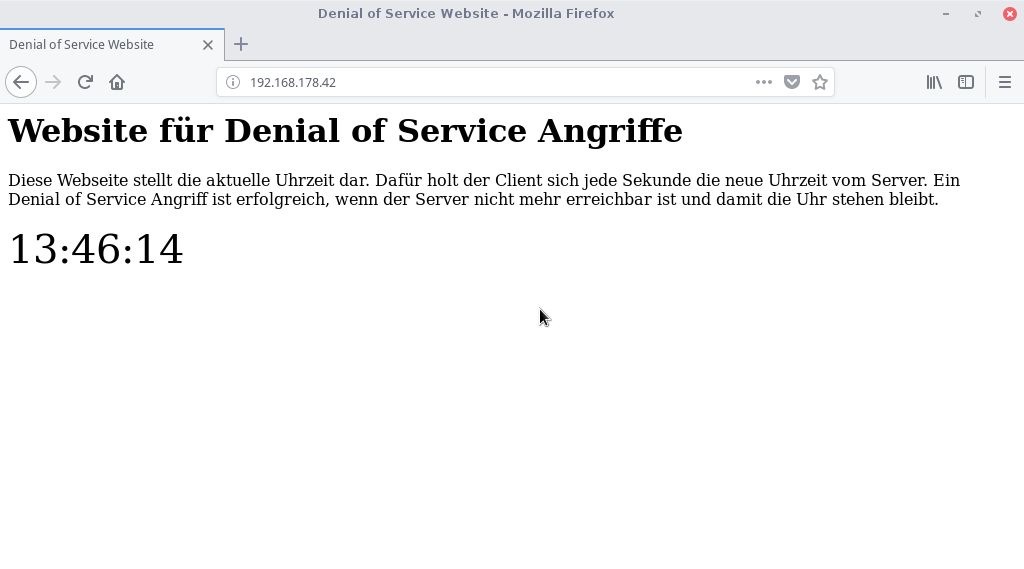 Denial of Service Website - Mozilla Firefox
Denial of Service Website
192.168.178.42
Website für Denial of Service Angriffe
Diese Webseite stellt die aktuelle Uhrzeit dar. Dafür holt der Client sich jede Sekunde die neue Uhrzeit vom Server. Ein
Denial of Service Angriff ist erfolgreich, wenn der Server nicht mehr erreichbar ist und damit die Uhr stehen bleibt.
13:46:14